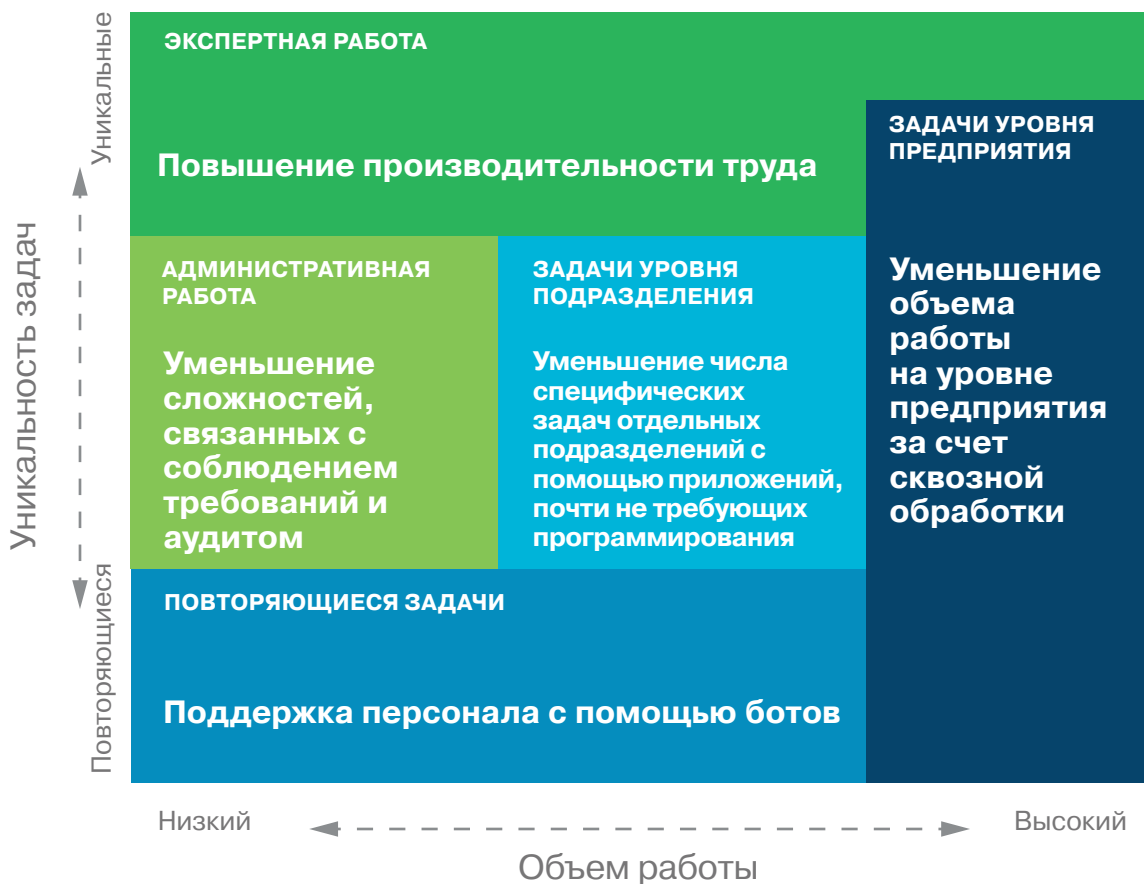 Уникальность задач
Уникальные
Повторяющиеся
ЭКСПЕРТНАЯ РАБОТА
Повышение производительности труда
ЗАДАЧИ УРОВНЯ
ПРЕДПРИЯТИЯ
Уменьшение
объема
работы
на уровне
предприятия
за счет
сквозной
обработки
АДМИНИСТРАТИВНАЯ
РАБОТА
Уменьшение
сложностей,
связанных с
соблюдением
требований и
аудитом
ЗАДАЧИ УРОВНЯ
ПОДРАЗДЕЛЕНИЯ
Уменьшение числа
специфических
задач отдельных
подразделений с
помощью приложений,
почти не требующих
программирования
ПОВТОРЯЮЩИЕСЯ ЗАДАЧИ
Поддержка персонала с помощью ботов
Низкий
Высокий
Объем работы